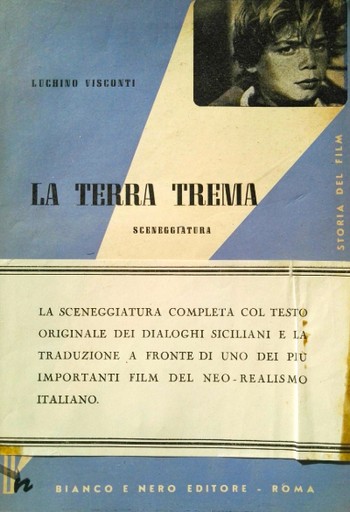 LUCHINO VISCONTI
LA TERRA TREMA
SCENEGGIATURA
STORIA DEL FILM
LA SCENEGGIATURA COMPLETA COL TESTO
ORIGINALE DEI DIALOGHI SICILIANI E LA
TRADUZIONE A FRONTE DI UNO DEI PIÙ
IMPORTANTI FILM DEL NEO-REALISMO
ITALIANO.
BIANCO E NERO EDITORE - ROMA